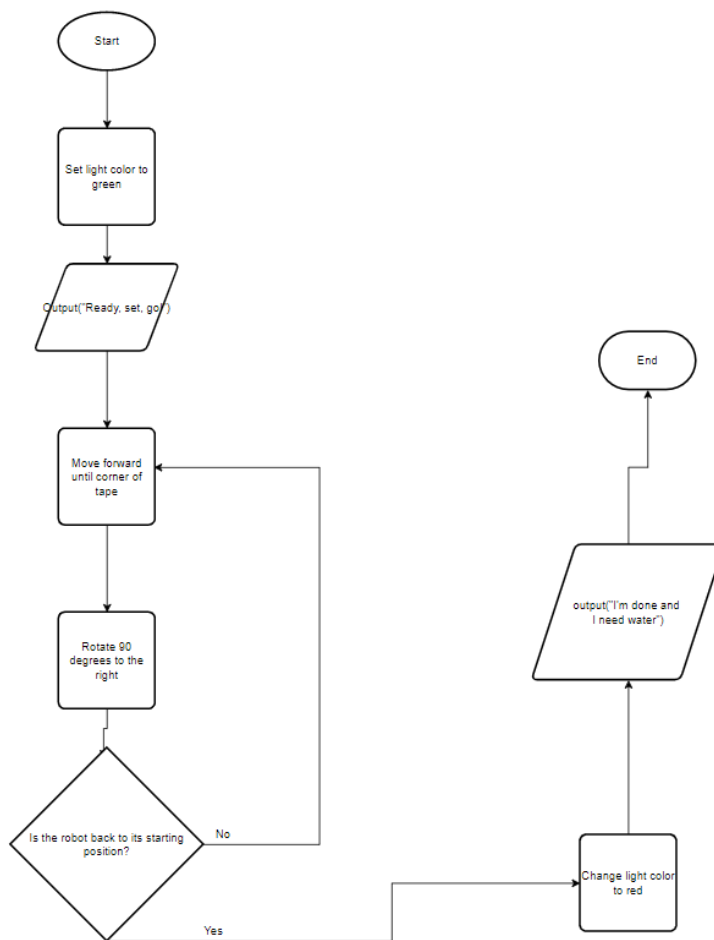 Start
Set light color to
green
Output("Ready, set, go!")
Move forward
until corner of
tape
Rotate 90
degrees to the
right
Is the robot back to its starting
position?
No
Yes
Change light color
to red
output("I'm done and
I need water")
End